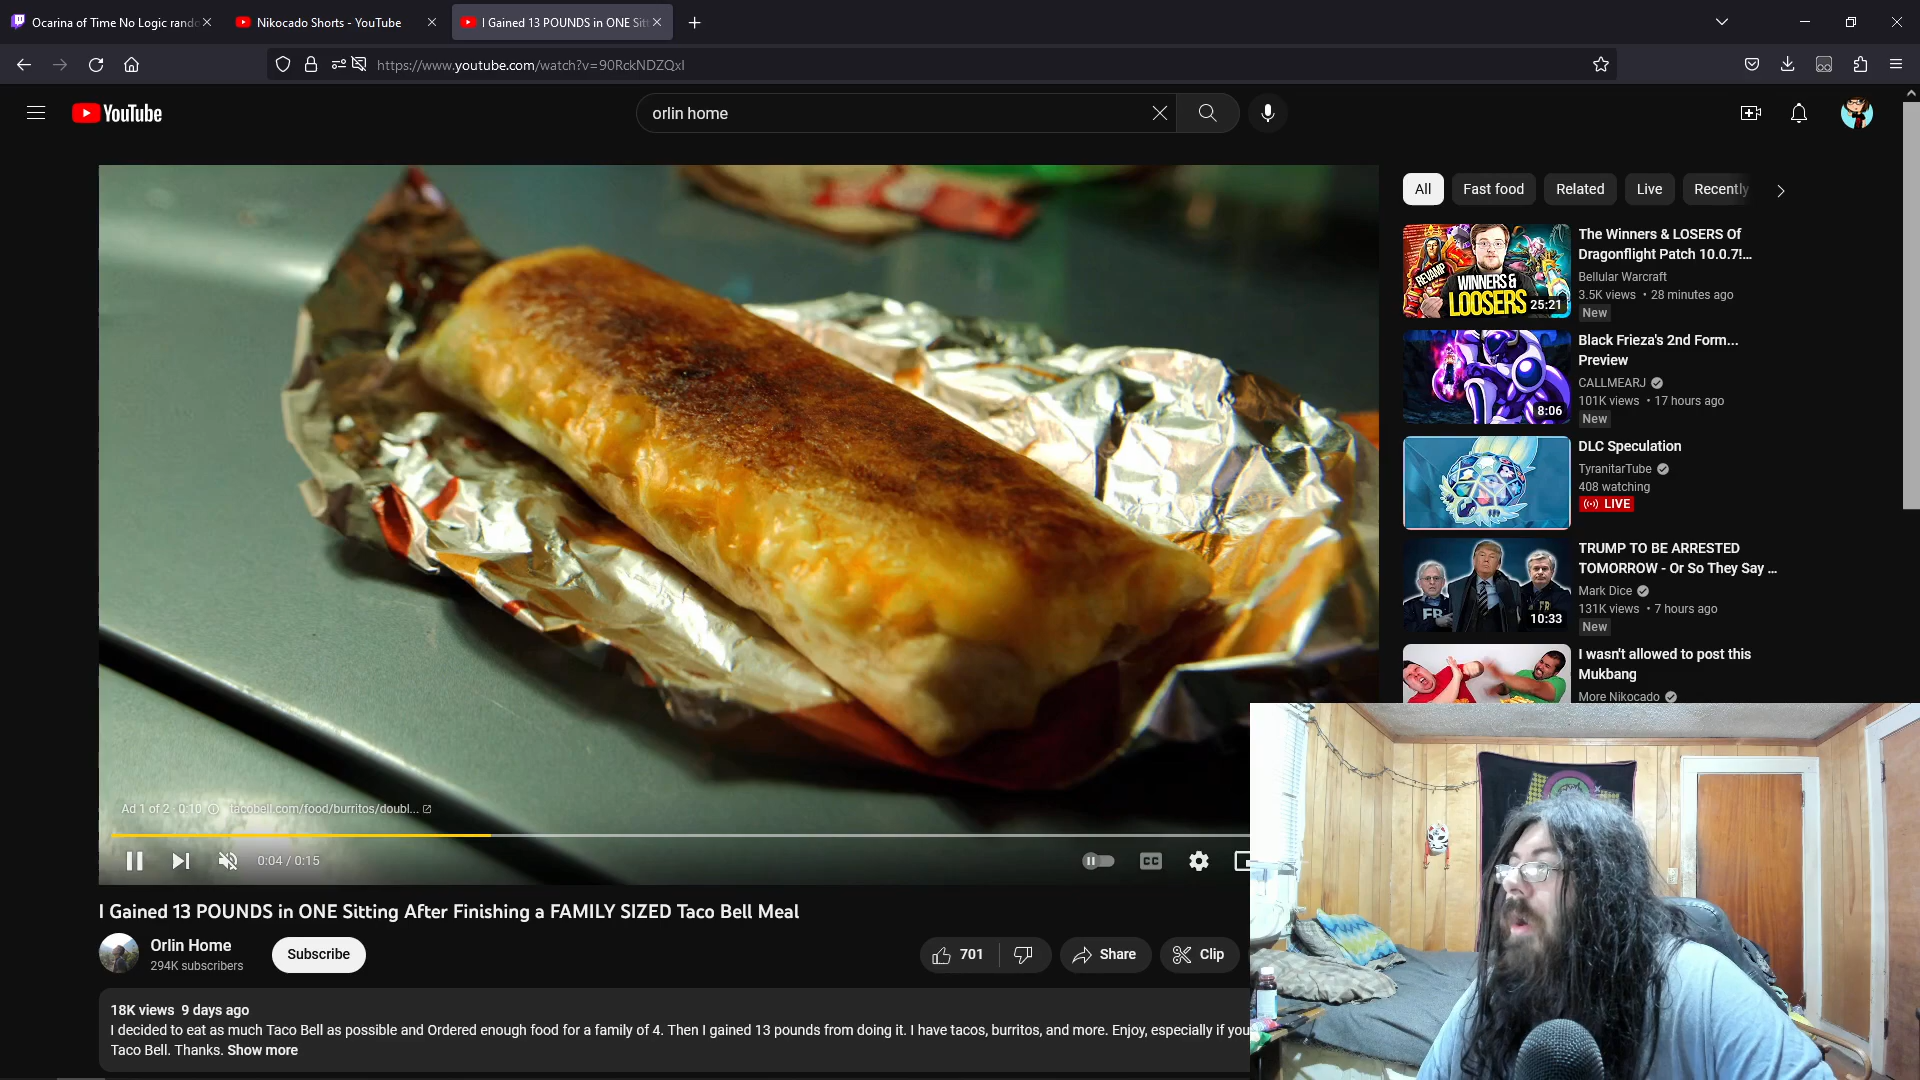 Ocarina of Time No Logic rando
Nikocado Shorts - YouTube
I Gained 13 POUNDS in ONE Sitt
https://www.youtube.com/watch?v=90RckNDZQxI
YouTube
orlin home
All
Fast food
Related
Live
Recently
REVAMP
WINNERS &
LOOSERS
25:21
The Winners & LOSERS Of
Dragonflight Patch 10.0.7!...
Bellular Warcraft
3.5K views • 28 minutes ago
New
8:06
Black Frieza's 2nd Form...
Preview
CALLMEARJ
101K views • 17 hours ago
New
DLC Speculation
TyranitarTube
408 watching
LIVE
10:33
TRUMP TO BE ARRESTED
TOMORROW - Or So They Say ...
Mark Dice
131K views • 7 hours ago
New
I wasn't allowed to post this
Mukbang
More Nikocado
Ad 1 of 2 · 0:10
tacobell.com/food/burritos/doubl...
0:04 / 0:15
CC
I Gained 13 POUNDS in ONE Sitting After Finishing a FAMILY SIZED Taco Bell Meal
Orlin Home
294K subscribers
Subscribe
701
Share
Clip
18K views 9 days ago
I decided to eat as much Taco Bell as possible and Ordered enough food for a family of 4. Then I gained 13 pounds from doing it. I have tacos, burritos, and more. Enjoy, especially if you
Taco Bell. Thanks. Show more